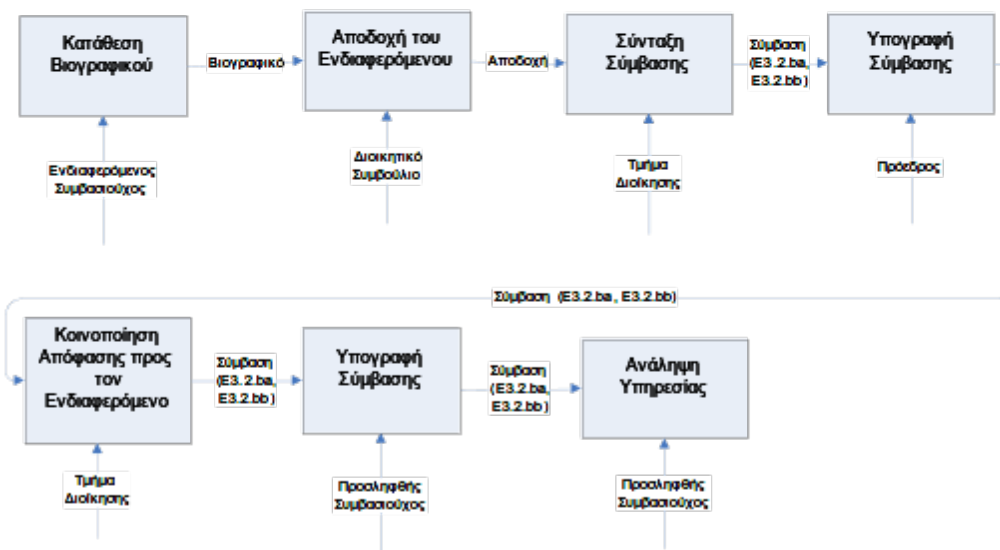 Κατάθεση
Βιογραφικού
Βιογραφικό
Αποδοχή του
Ενδιαφερόμενου
Αποδοχή
Σύνταξη
Σύμβασης
Σύμβαση
(Ε3.2.ba,
Ε3.2.bb)
Υπογραφή
Σύμβασης
Ενδιαφερόμενος
Συμβασιούχος
Διοικητικό
Συμβούλιο
Τμήμα
Διοίκησης
Πρόεδρος
Σύμβαση (Ε3.2.ba, Ε3.2.bb)
Κοινοποίηση
Απόφασης προς
τον
Ενδιαφερόμενο
Σύμβαση
(Ε3.2.ba,
Ε3.2.bb)
Υπογραφή
Σύμβασης
Σύμβαση
(Ε3.2.ba,
Ε3.2.bb)
Ανάληψη
Υπηρεσίας
Τμήμα
Διοίκησης
Προσληφθής
Συμβασιούχος
Προσληφθής
Συμβασιούχος